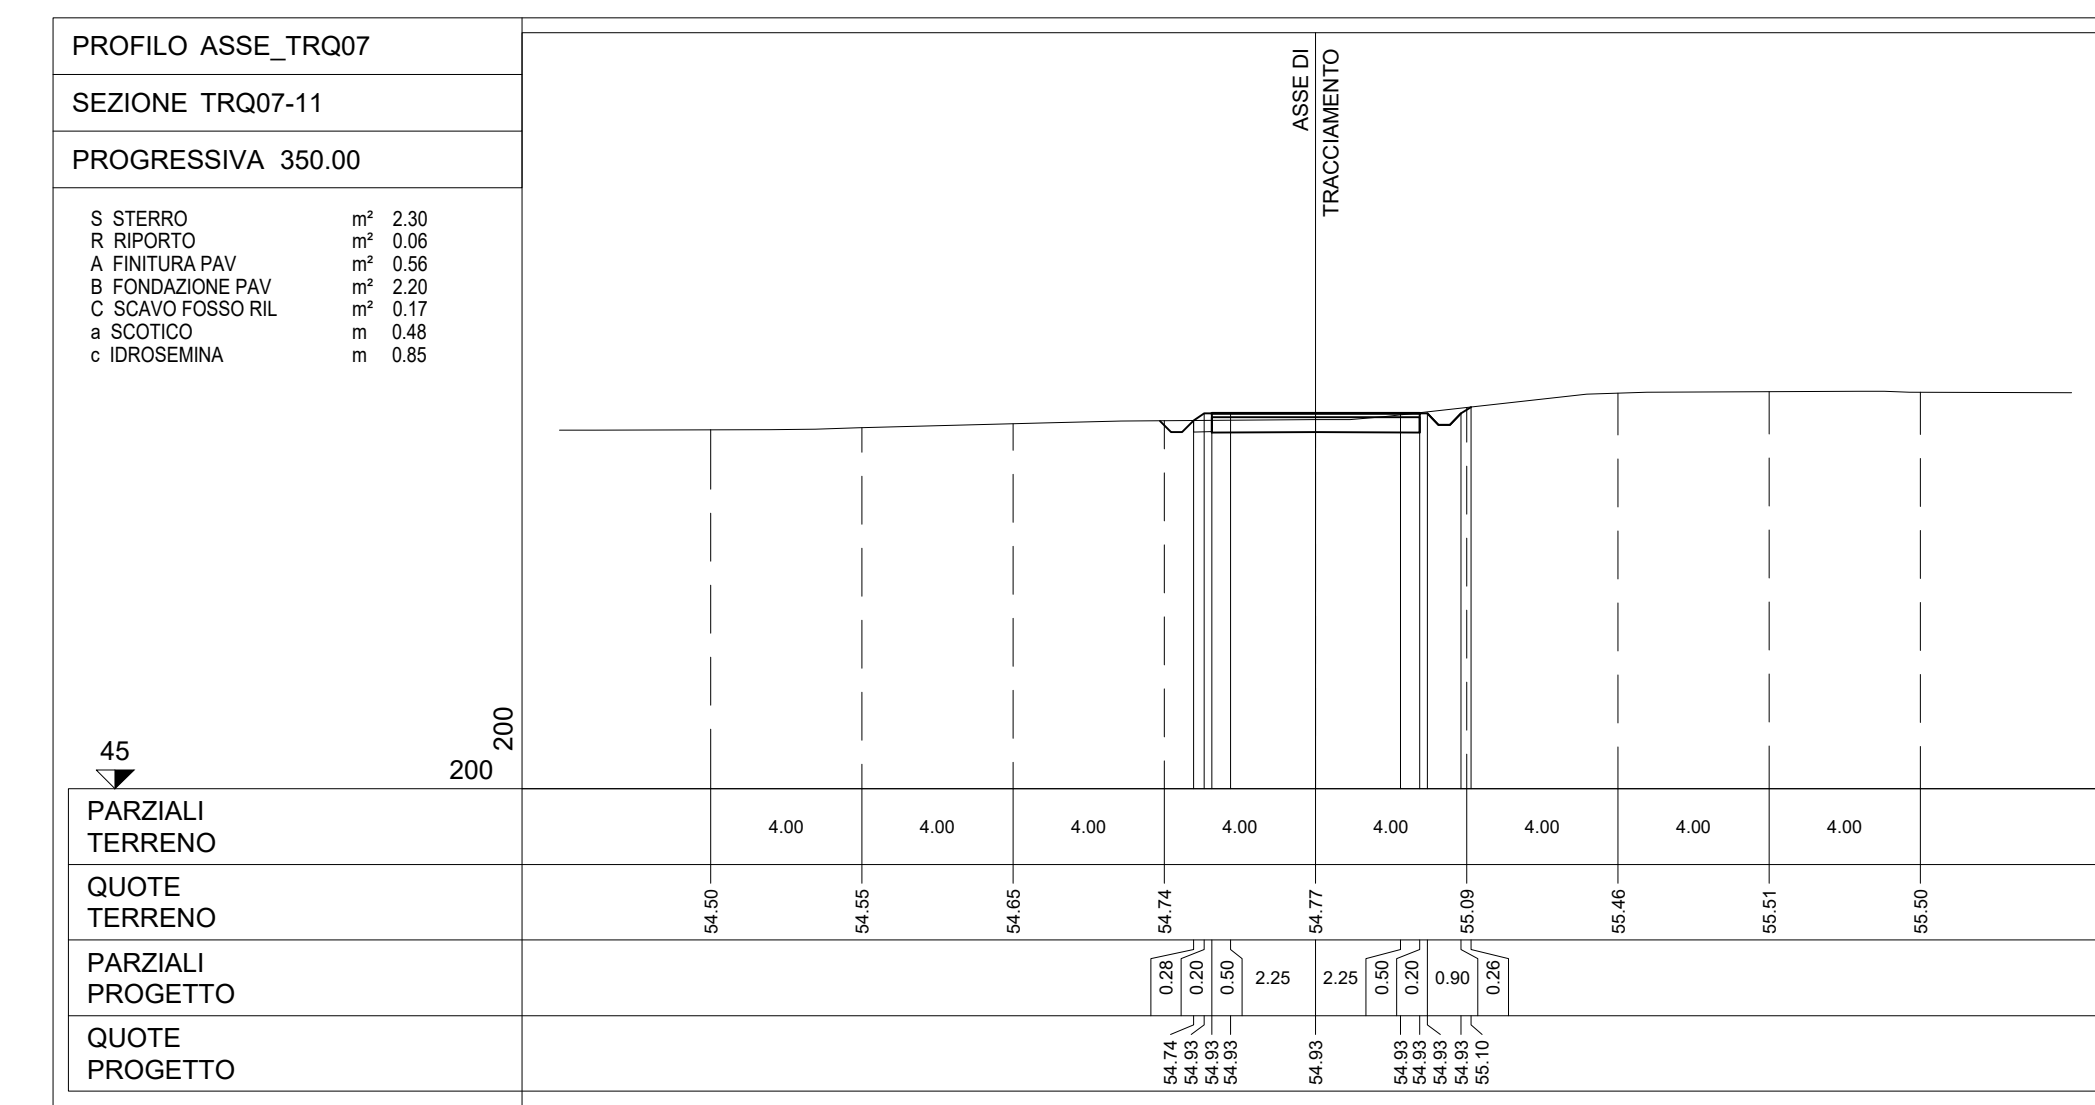 PROFILO ASSE_TRQ07
SEZIONE TRQ07-11
PROGRESSIVA 350.00
S STERRO m² 2.30
R RIPORTO m² 0.06
A FINITURA PAV m² 0.56
B FONDAZIONE PAV m² 2.20
C SCAVO FOSSO RIL m² 0.17
a SCOTICO m 0.48
c IDROSEMINA m 0.85
ASSE DI
TRACCIAMENTO
45
200
200
PARZIALI
TERRENO
4.00 4.00 4.00 4.00 4.00 4.00 4.00 4.00
QUOTE
TERRENO
54.50 54.55 54.65 54.74 54.77 55.09 55.46 55.51 55.50
PARZIALI
PROGETTO
0.28 0.20 0.50 2.25 2.25 0.50 0.20 0.90 0.26
QUOTE
PROGETTO
54.74 54.93 54.93 54.93 54.93 54.93 54.93 54.93 54.93 55.10